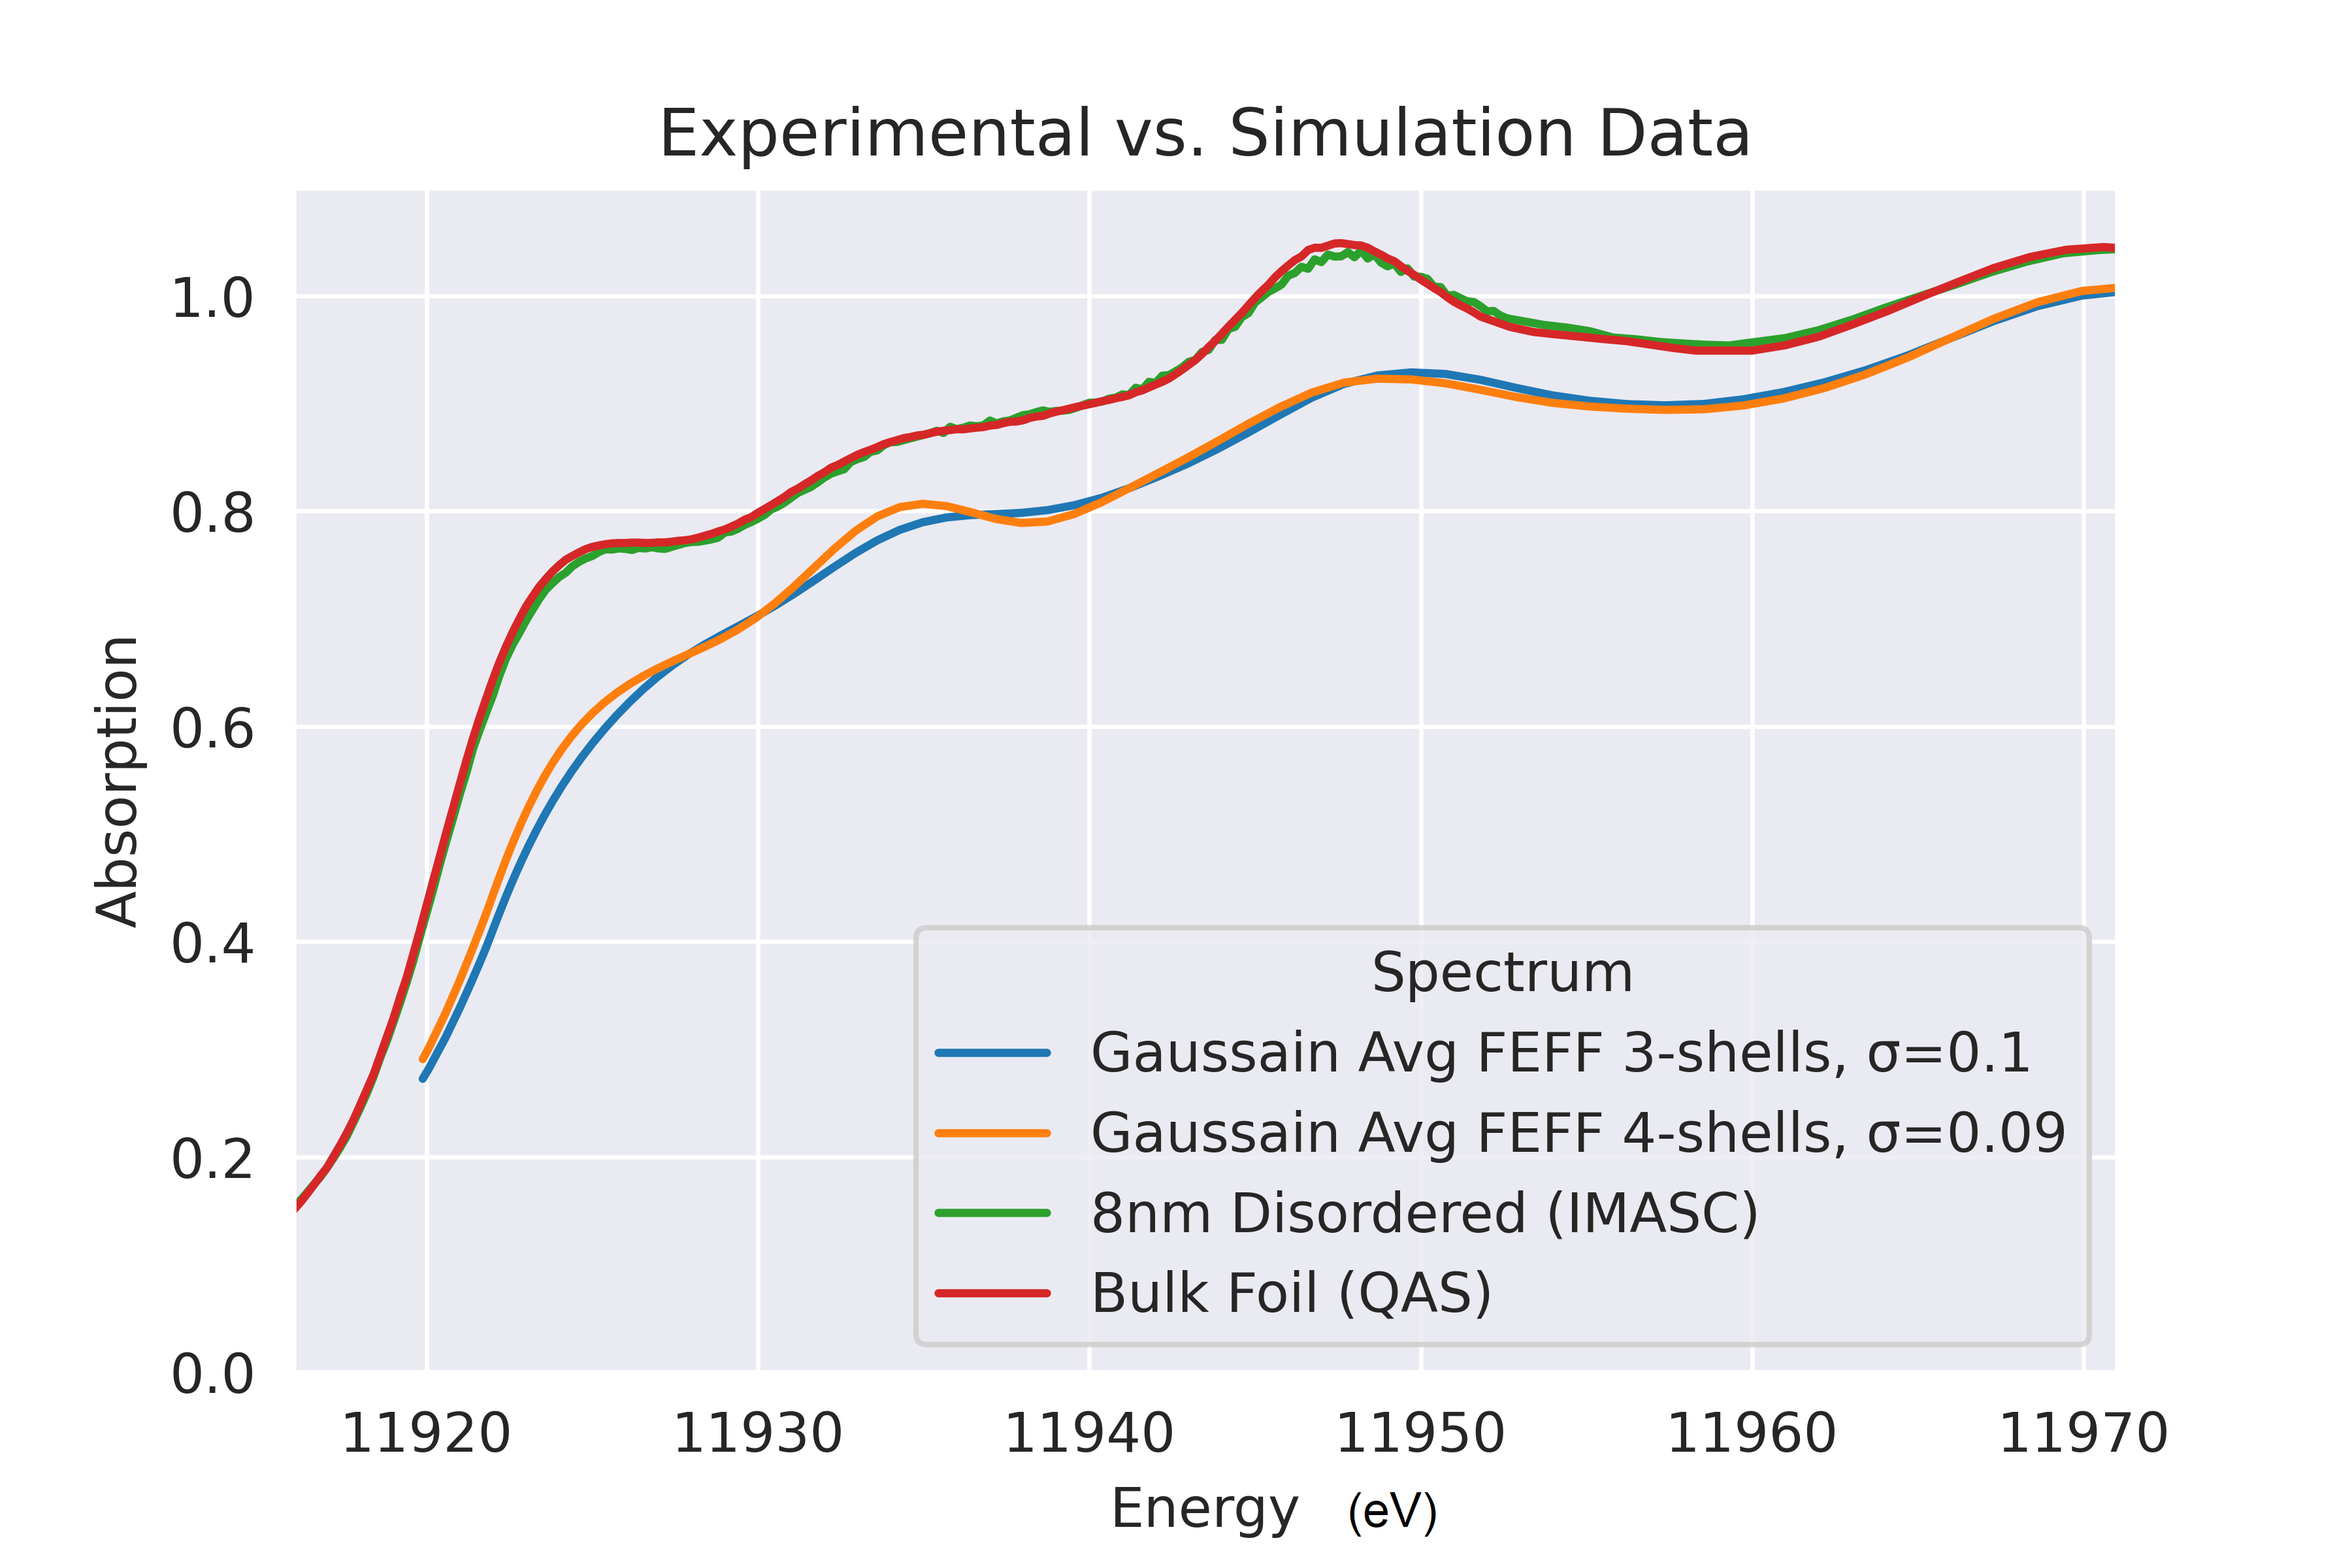 Experimental vs. Simulation Data
Absorption
1.0
0.8
0.6
0.4
0.2
0.0
Spectrum
Gaussain Avg FEFF 3-shells, σ=0.1
Gaussain Avg FEFF 4-shells, σ=0.09
8nm Disordered (IMASC)
Bulk Foil (QAS)
11920 11930 11940 11950 11960 11970
Energy (eV)